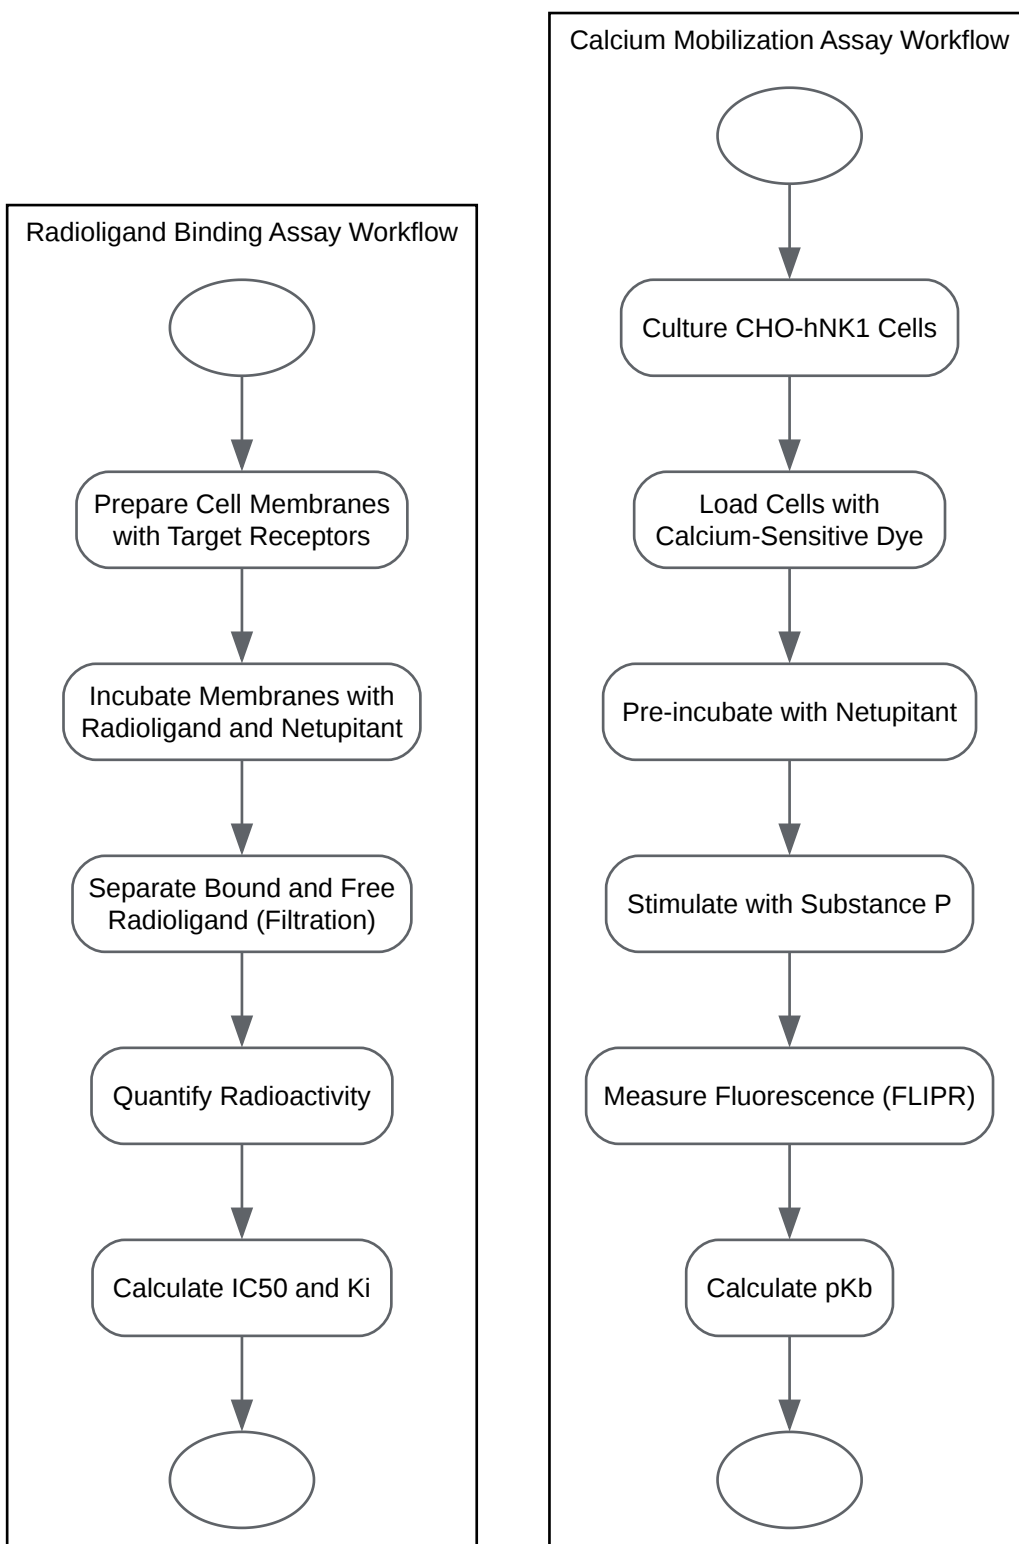 Radioligand Binding Assay Workflow
Prepare Cell Membranes
with Target Receptors
Incubate Membranes with
Radioligand and Netupitant
Separate Bound and Free
Radioligand (Filtration)
Quantify Radioactivity
Calculate IC50 and Ki
Calcium Mobilization Assay Workflow
Culture CHO-hNK1 Cells
Load Cells with
Calcium-Sensitive Dye
Pre-incubate with Netupitant
Stimulate with Substance P
Measure Fluorescence (FLIPR)
Calculate pKb